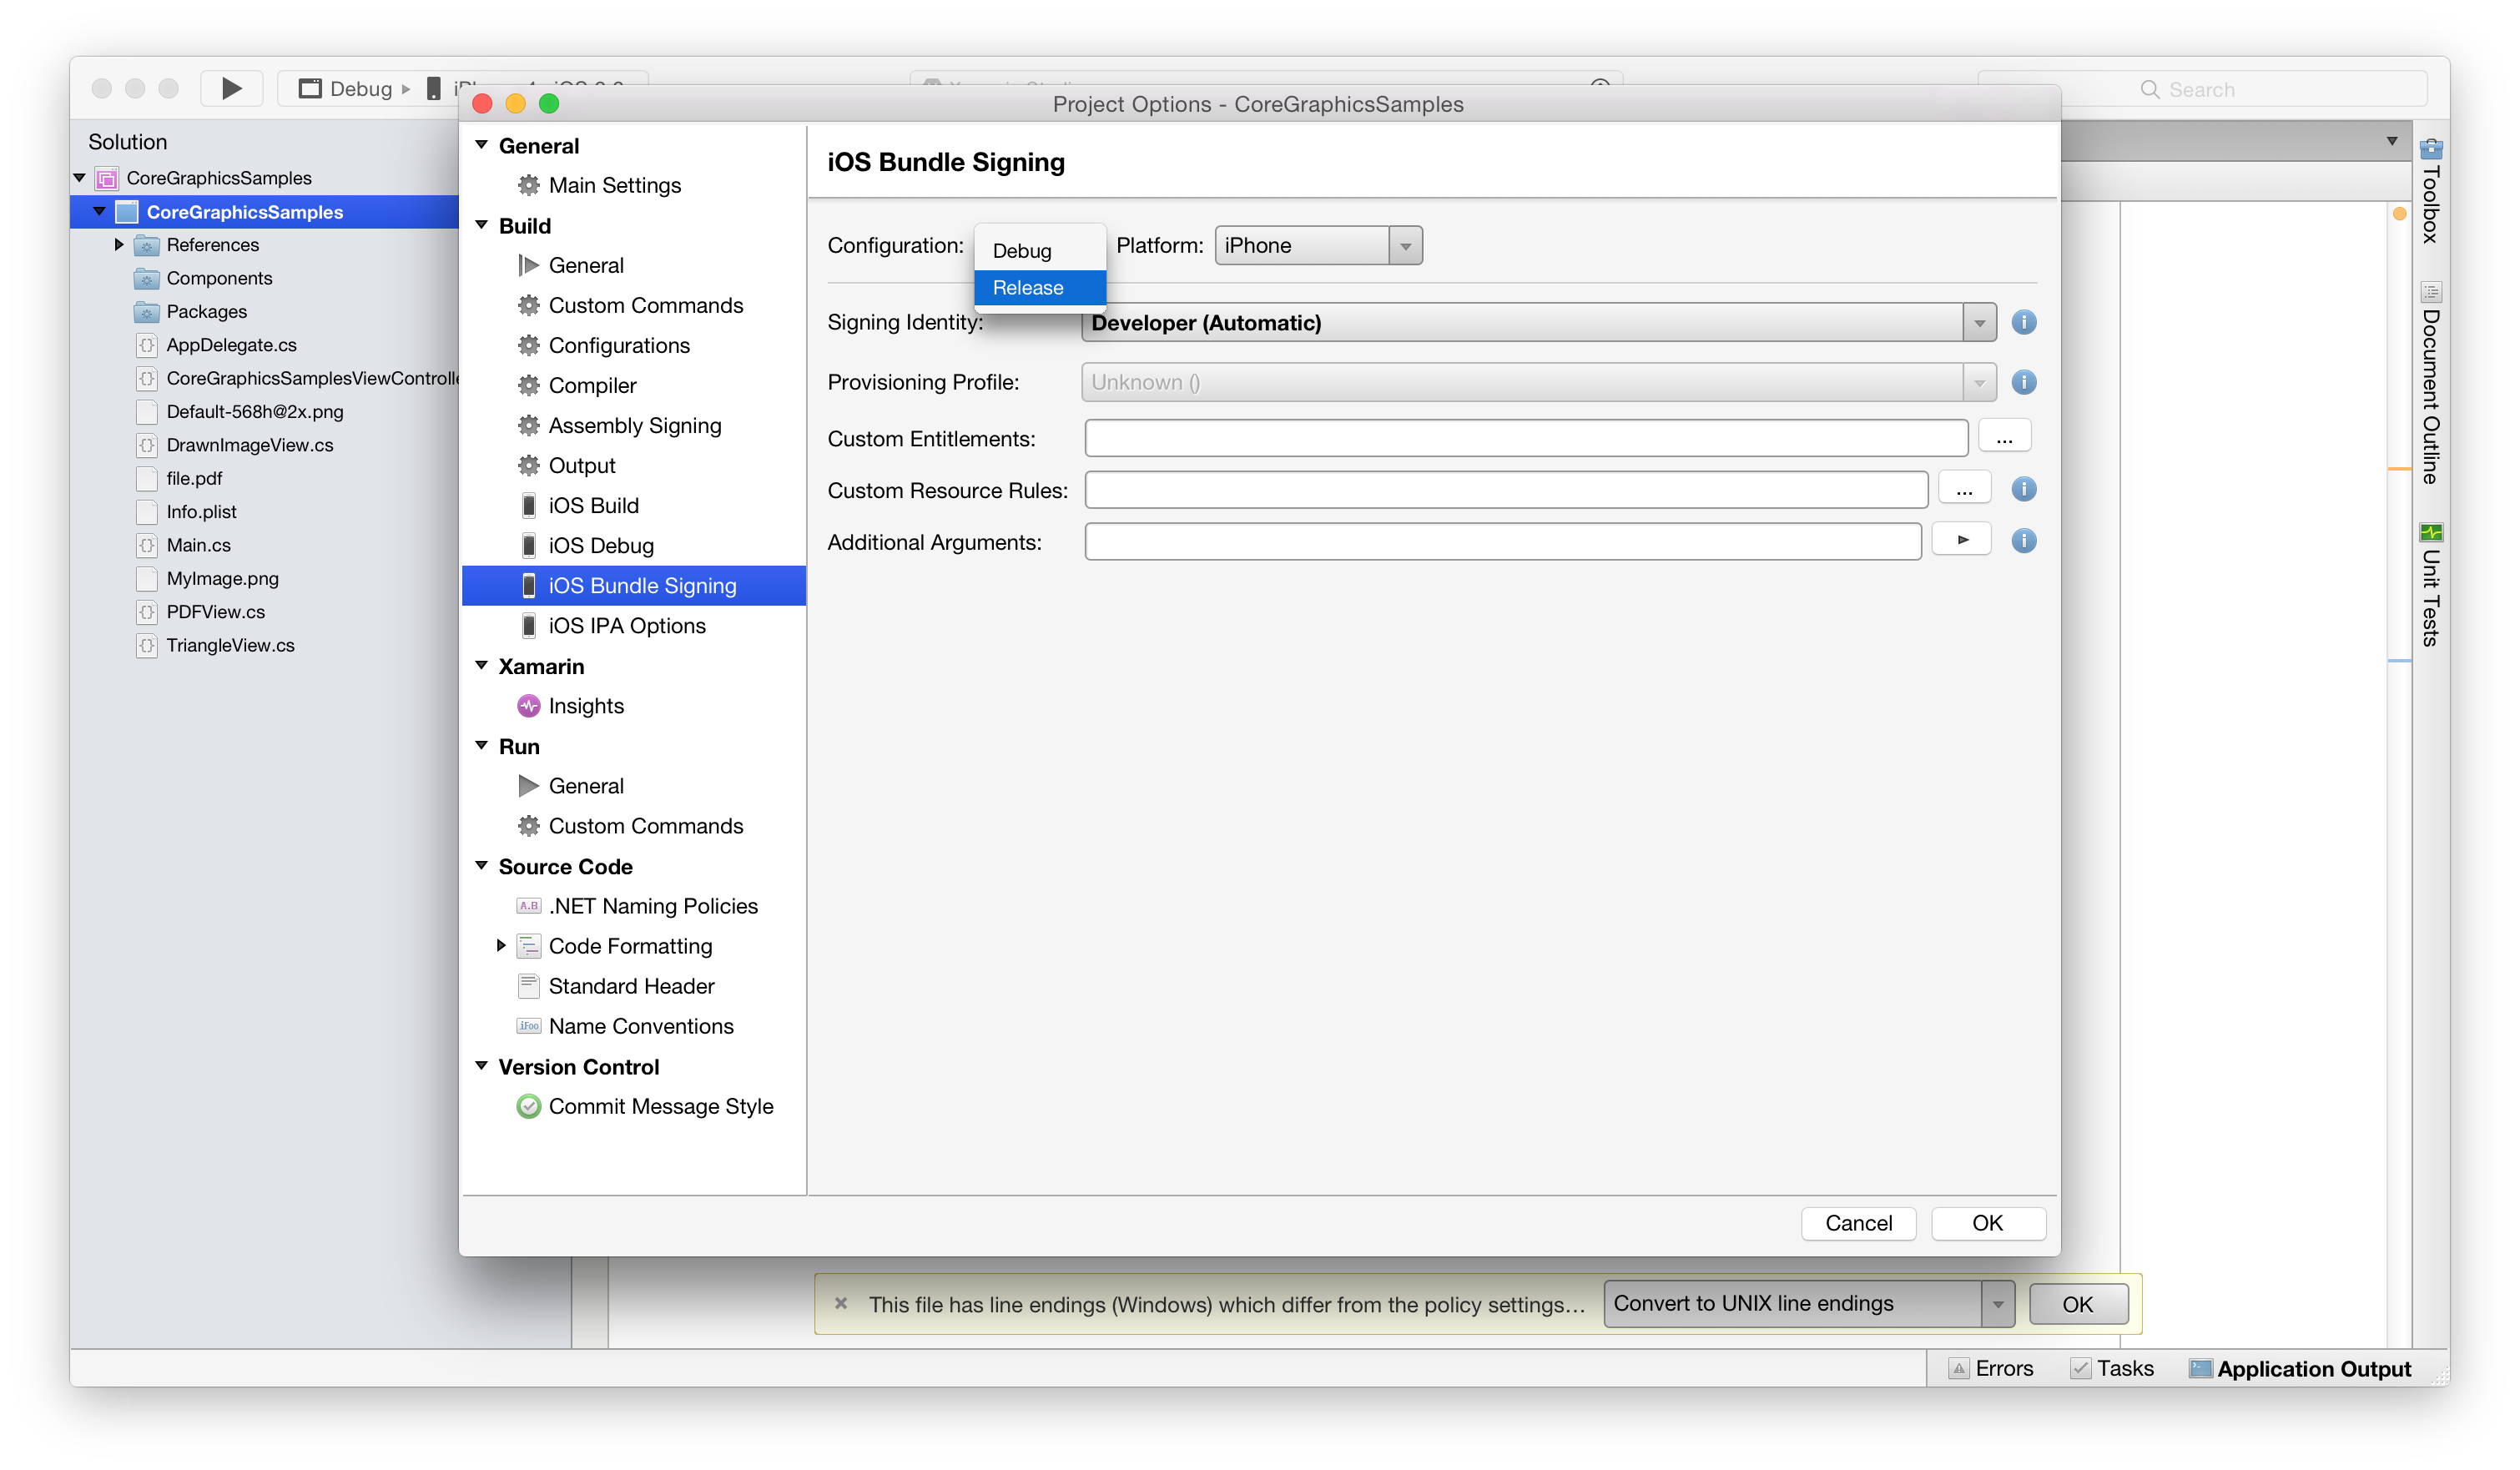 Debug
Search
Project Options - CoreGraphicsSamples
Solution
CoreGraphicsSamples
CoreGraphicsSamples
References
Components
Packages
AppDelegate.cs
CoreGraphicsSamplesViewControlle
Default-568h@2x.png
DrawnImageView.cs
file.pdf
Info.plist
Main.cs
MyImage.png
PDFView.cs
TriangleView.cs
General
Main Settings
Build
General
Custom Commands
Configurations
Compiler
Assembly Signing
Output
iOS Build
iOS Debug
iOS Bundle Signing
iOS IPA Options
Xamarin
Insights
Run
General
Custom Commands
Source Code
A.B .NET Naming Policies
Code Formatting
Standard Header
iFoo Name Conventions
Version Control
Commit Message Style
iOS Bundle Signing
Configuration:
Debug
Release
Platform: iPhone
Signing Identity: Developer (Automatic)
Provisioning Profile: Unknown ()
Custom Entitlements: ...
Custom Resource Rules: ...
Additional Arguments:
Cancel OK
This file has line endings (Windows) which differ from the policy settings... Convert to UNIX line endings OK
Errors Tasks Application Output
Toolbox
Document Outline
Unit Tests